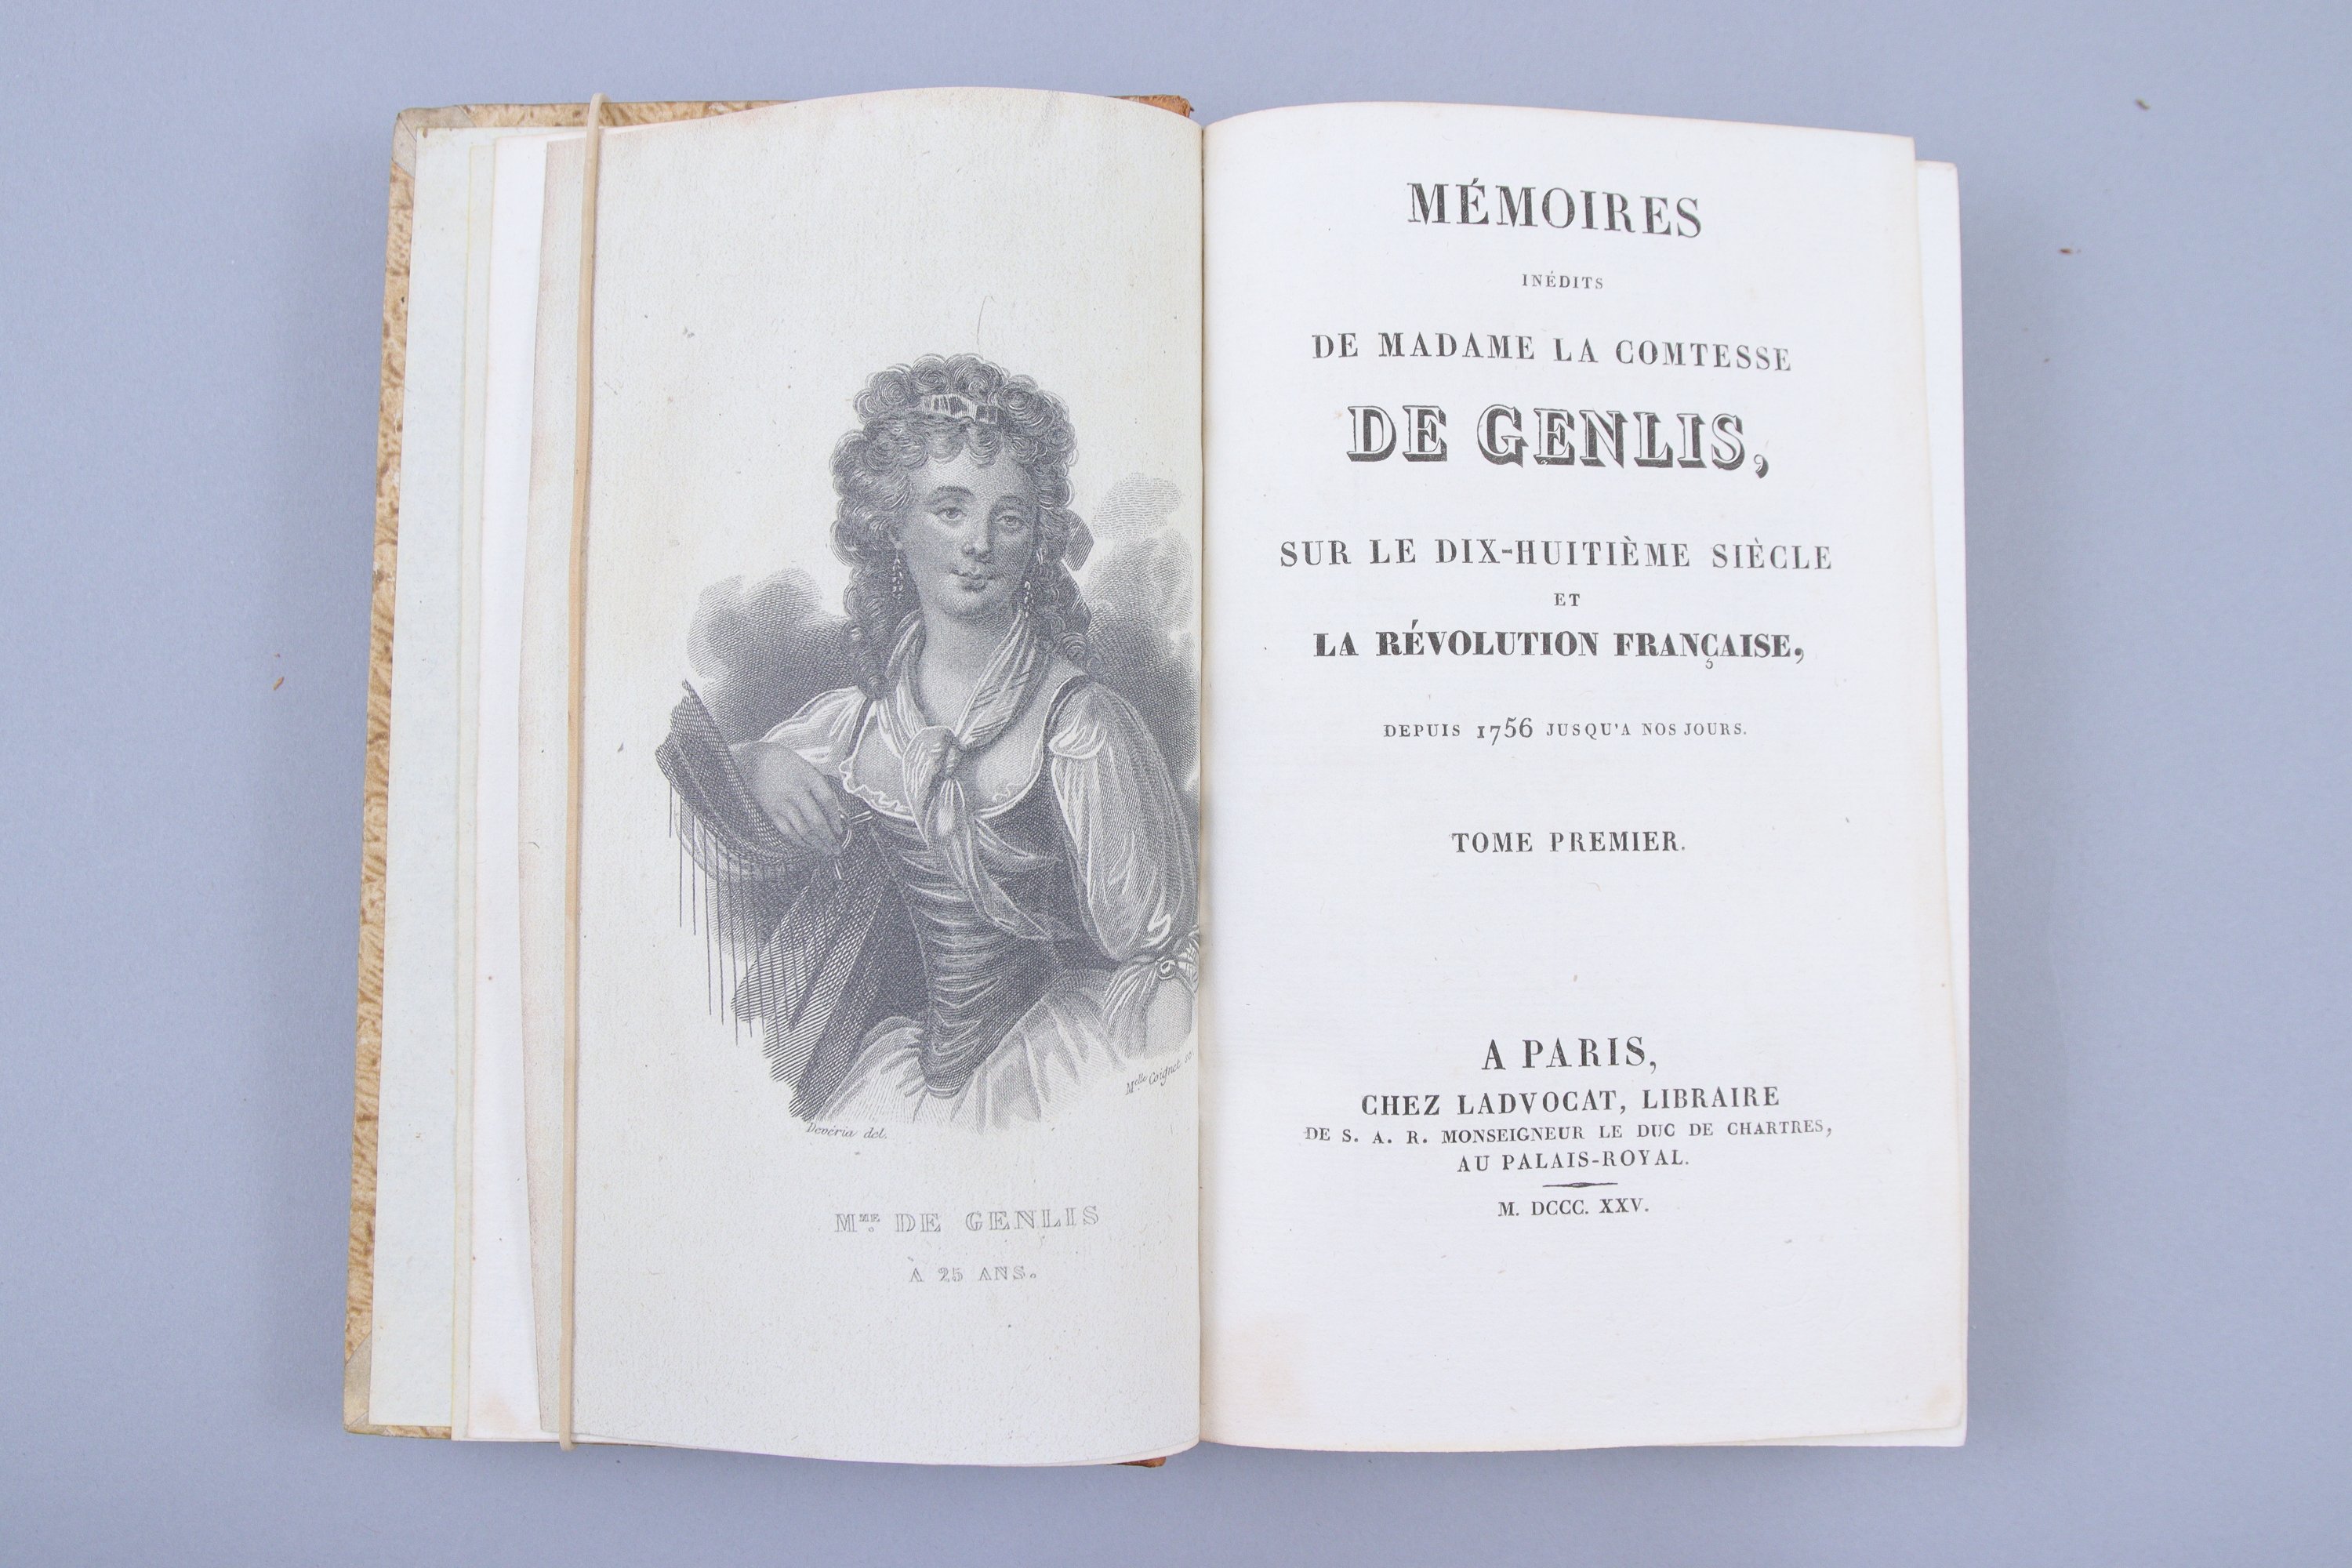 Devéria del.
Melle Coignet
MME. DE GENLIS
À 25 ANS.
MÉMOIRES
INÉDITS
DE MADAME LA COMTESSE
DE GENLIS,
SUR LE DIX-HUITIÈME SIÈCLE
ET
LA RÉVOLUTION FRANÇAISE,
DEPUIS 1756 JUSQU'A NOS JOURS.
TOME PREMIER.
A PARIS,
CHEZ LADVOCAT, LIBRAIRE
DE S. A. R. MONSEIGNEUR LE DUC DE CHARTRES,
AU PALAIS-ROYAL.
M. DCCC. XXV.